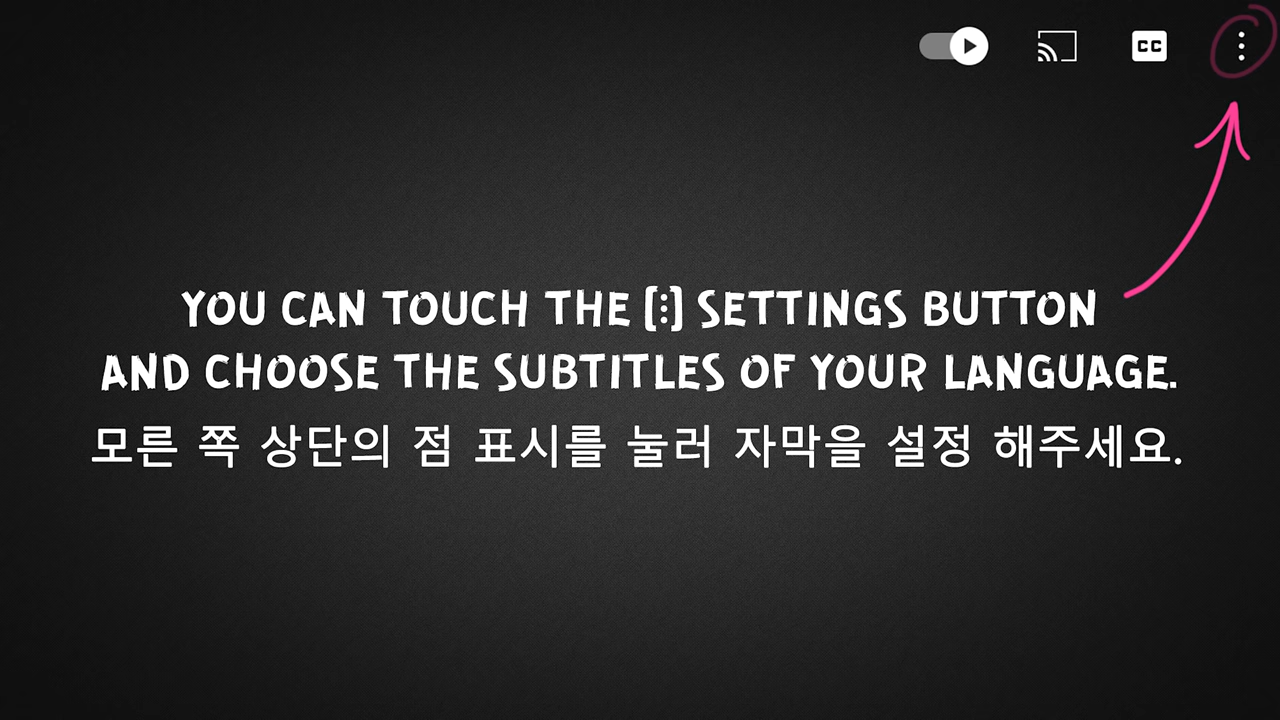 CC
YOU CAN TOUCH THE [⋮] SETTINGS BUTTON
AND CHOOSE THE SUBTITLES OF YOUR LANGUAGE.
모른 쪽 상단의 점 표시를 눌러 자막을 설정 해주세요.